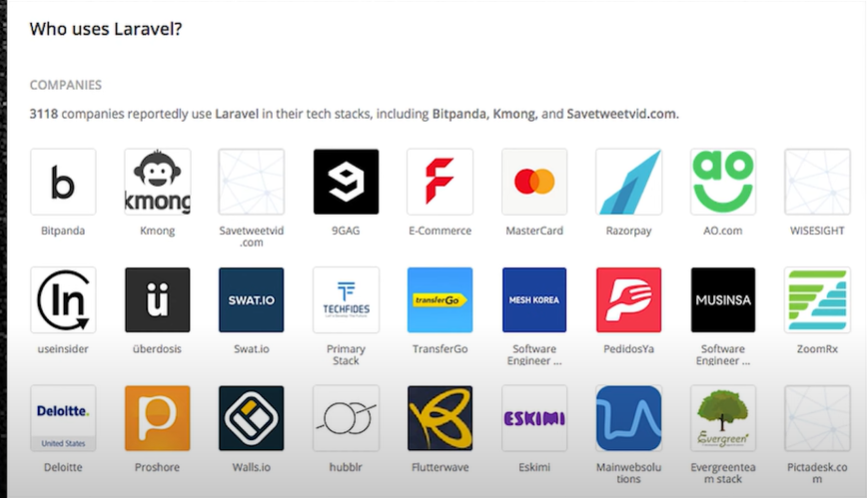 Who uses Laravel?
COMPANIES
3118 companies reportedly use Laravel in their tech stacks, including Bitpanda, Kmong, and Savetweetvid.com.
b
kmong
9
F
ao
Bitpanda
Kmong
Savetweetvid
.com
9GAG
E-Commerce
MasterCard
Razorpay
AO.com
WISESIGHT
In
ü
SWAT.IO
TECHFIDES
transferGo
MESH KOREA
P
MUSINSA
useinsider
überdosis
Swat.io
Primary
Stack
TransferGo
Software
Engineer ...
PedidosYa
Software
Engineer ...
ZoomRx
Deloitte.
United States
P
ESKIMI
Evergreen
Deloitte
Proshore
Walls.io
hubblr
Flutterwave
Eskimi
Mainwebsolu
tions
Evergreentea
m stack
Pictadesk.co
m